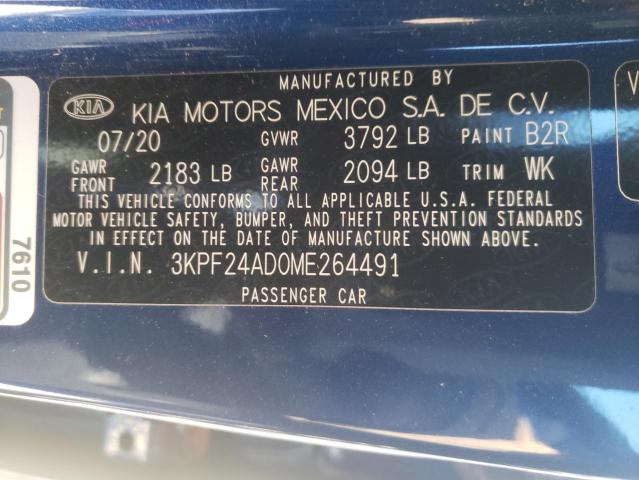 MANUFACTURED BY
KIA KIA MOTORS MEXICO S.A. DE C.V.
07/20 GVWR 3792 LB PAINT B2R
GAWR FRONT 2183 LB GAWR REAR 2094 LB TRIM WK
THIS VEHICLE CONFORMS TO ALL APPLICABLE U.S.A. FEDERAL
MOTOR VEHICLE SAFETY, BUMPER, AND THEFT PREVENTION STANDARDS
IN EFFECT ON THE DATE OF MANUFACTURE SHOWN ABOVE.
V.I.N. 3KPF24AD0ME264491
PASSENGER CAR
7610